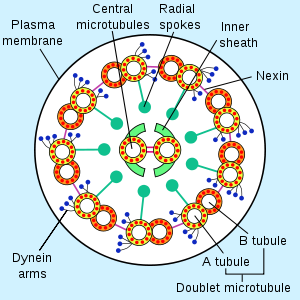 Plasma
membrane
Central
microtubules
Radial
spokes
Inner
sheath
Nexin
Dynein
arms
B tubule
A tubule
Doublet microtubule